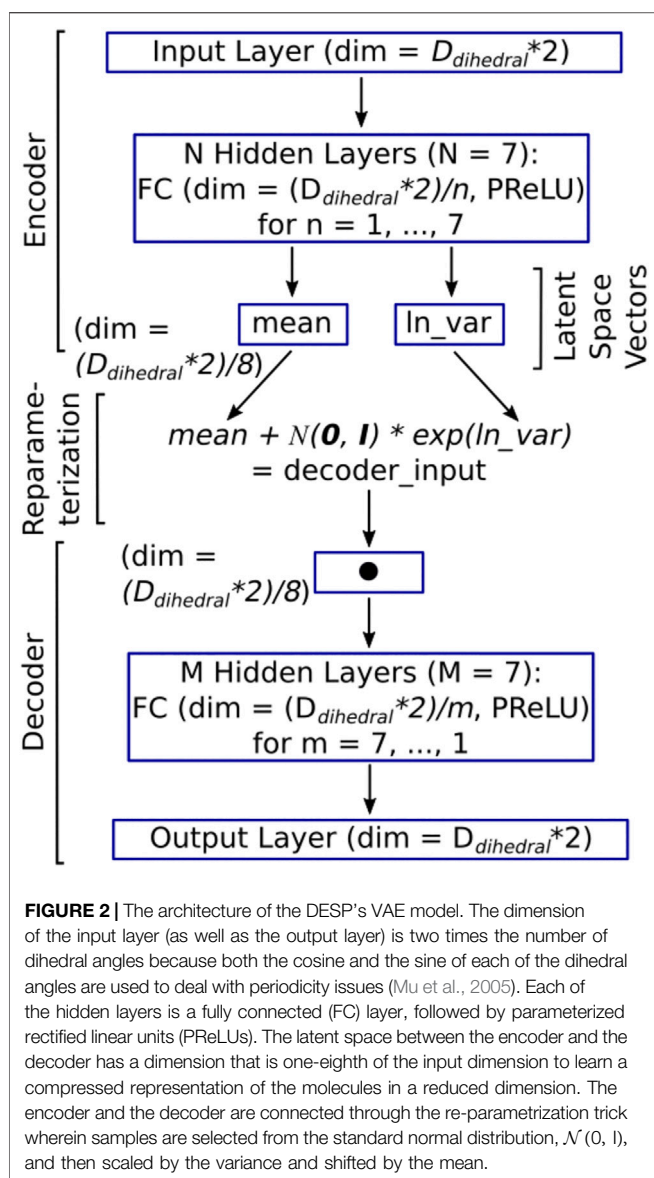 Input Layer (dim = D_dihedral*2)
Encoder
N Hidden Layers (N = 7):
FC (dim = (D_dihedral*2)/n, PReLU)
for n = 1, ..., 7
mean
ln_var
Latent
Space
Vectors
(dim =
(D_dihedral*2)/8)
Reparame-
terization
mean + N(0, I) * exp(ln_var)
= decoder_input
(dim =
(D_dihedral*2)/8)
Decoder
M Hidden Layers (M = 7):
FC (dim = (D_dihedral*2)/m, PReLU)
for m = 7, ..., 1
Output Layer (dim = D_dihedral*2)
FIGURE 2 | The architecture of the DESP's VAE model. The dimension
of the input layer (as well as the output layer) is two times the number of
dihedral angles because both the cosine and the sine of each of the dihedral
angles are used to deal with periodicity issues (Mu et al., 2005). Each of
the hidden layers is a fully connected (FC) layer, followed by parameterized
rectified linear units (PReLUs). The latent space between the encoder and the
decoder has a dimension that is one-eighth of the input dimension to learn a
compressed representation of the molecules in a reduced dimension. The
encoder and the decoder are connected through the re-parametrization trick
wherein samples are selected from the standard normal distribution, 𝒩(0, I),
and then scaled by the variance and shifted by the mean.